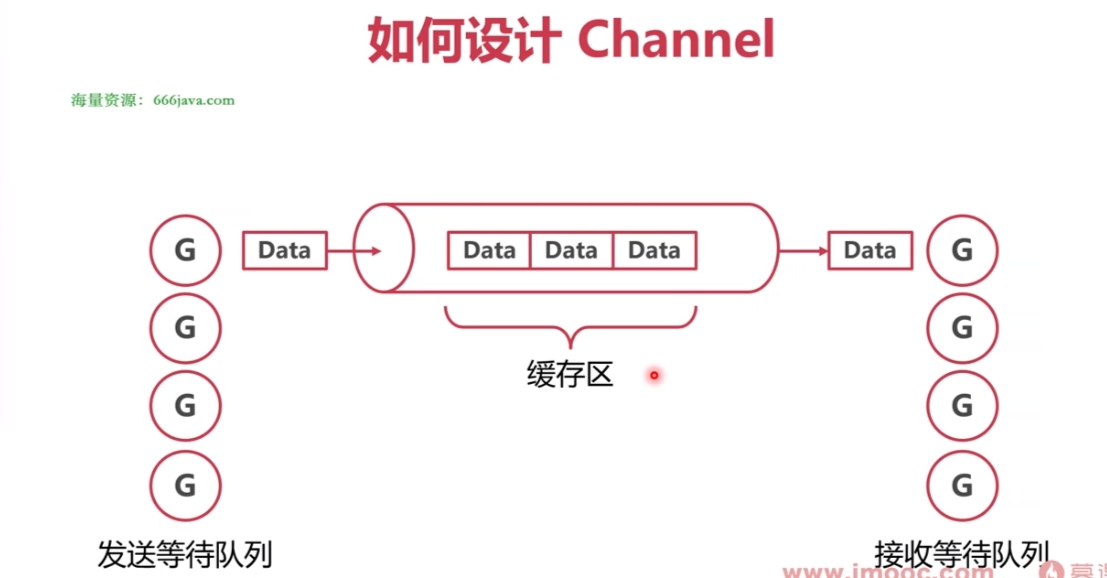 如何设计 Channel
海量资源：666java.com
G Data Data Data Data Data G
G G
缓存区
G G
G G
发送等待队列 接收等待队列
www.imooc.com